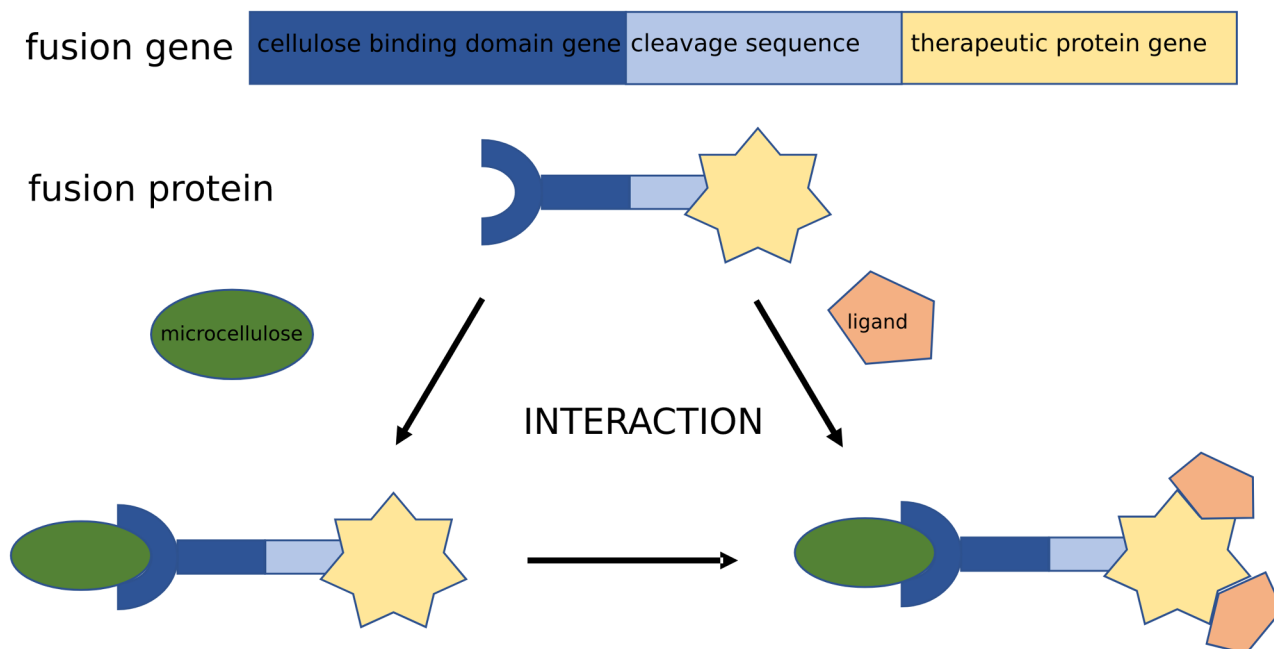 fusion gene
cellulose binding domain gene
cleavage sequence
therapeutic protein gene
fusion protein
microcellulose
ligand
INTERACTION